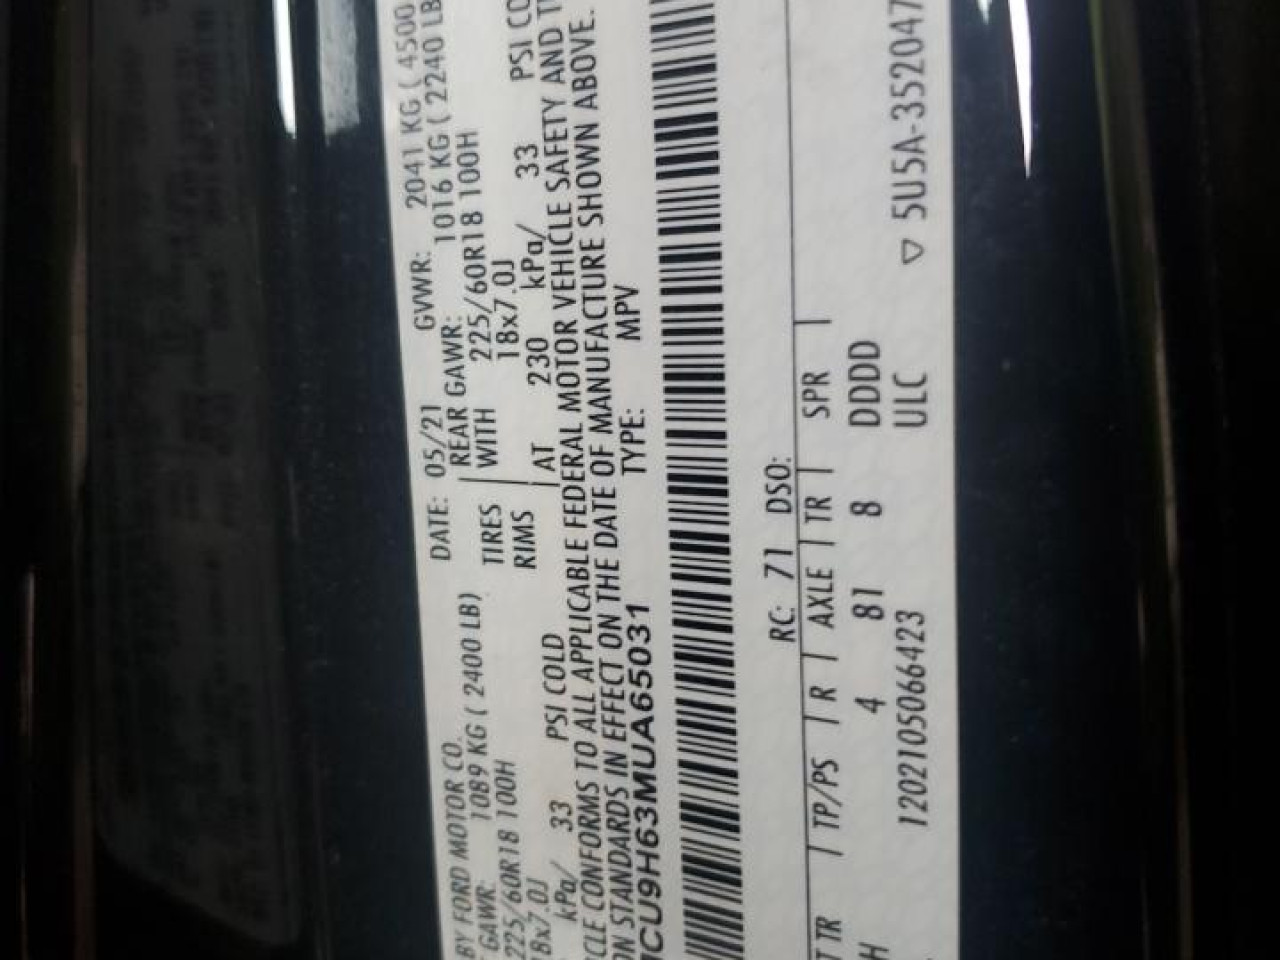 BY FORD MOTOR CO. DATE: 05/21 GVWR: 2041 KG ( 4500
GAWR: 1089 KG ( 2400 LB) REAR GAWR: 1016 KG ( 2240 LB
225/60R18 100H TIRES WITH 225/60R18 100H
18x7.0J RIMS 18x7.0J
kPa/ 33 PSI COLD AT 230 kPa/ 33 PSI CO
CLE CONFORMS TO ALL APPLICABLE FEDERAL MOTOR VEHICLE SAFETY AND
ON STANDARDS IN EFFECT ON THE DATE OF MANUFACTURE SHOWN ABOVE.
MCU9H63MUA65031 TYPE: MPV
RC: 71 DSO:
T TR | TP/PS | R | AXLE | TR | SPR |
H 4 81 8 DDDD
1202105066423 ULC ▽ 5U5A-352047